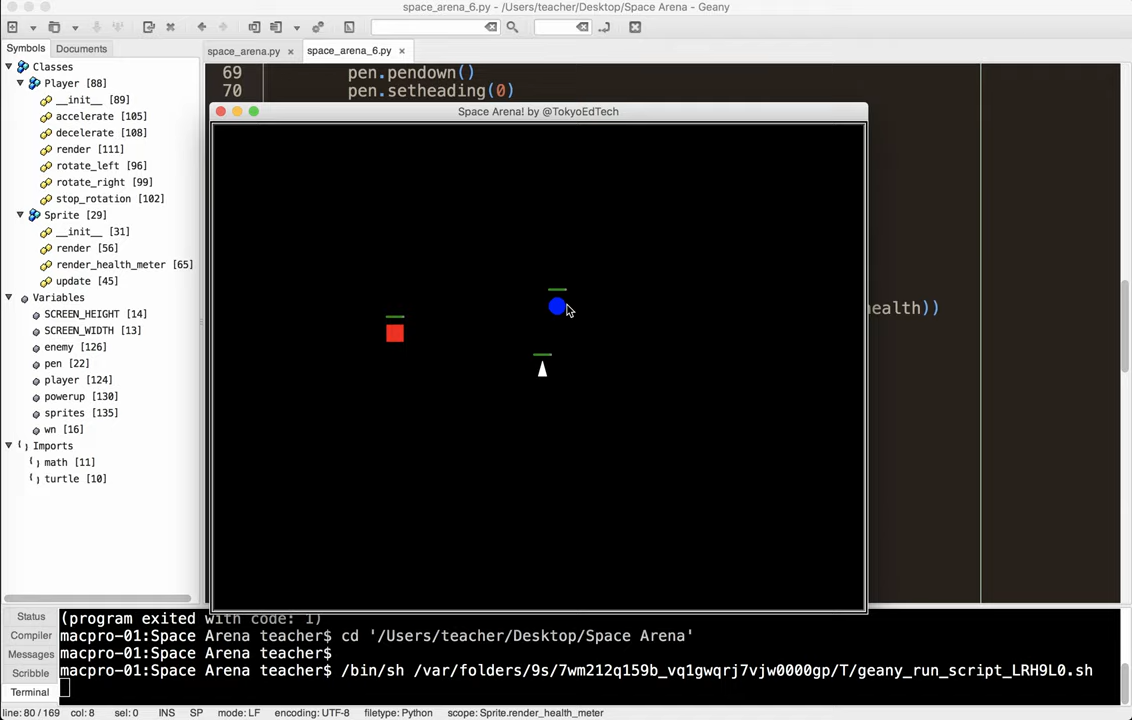 space_arena_6.py - /Users/teacher/Desktop/Space Arena - Geany
Symbols Documents
space_arena.py × space_arena_6.py ×
Classes
Player [88]
__init__ [89]
accelerate [105]
decelerate [108]
render [111]
rotate_left [96]
rotate_right [99]
stop_rotation [102]
Sprite [29]
__init__ [31]
render [56]
render_health_meter [65]
update [45]
Variables
SCREEN_HEIGHT [14]
SCREEN_WIDTH [13]
enemy [126]
pen [22]
player [124]
powerup [130]
sprites [135]
wn [16]
Imports
math [11]
turtle [10]
69 pen.pendown()
70 pen.setheading(0)
Space Arena! by @TokyoEdTech
ealth))
Status
Compiler
Messages
Scribble
Terminal
(program exited with code: 1)
macpro-01:Space Arena teacher$ cd '/Users/teacher/Desktop/Space Arena'
macpro-01:Space Arena teacher$
macpro-01:Space Arena teacher$ /bin/sh /var/folders/9s/7wm212q159b_vq1gwqrj7vjw0000gp/T/geany_run_script_LRH9L0.sh
line: 80 / 169 col: 8 sel: 0 INS SP mode: LF encoding: UTF-8 filetype: Python scope: Sprite.render_health_meter